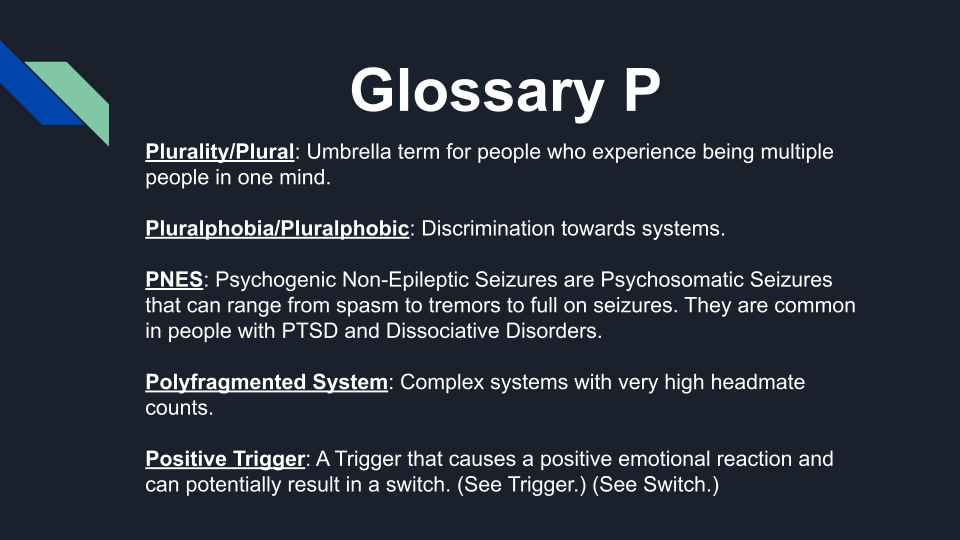 Glossary P
Plurality/Plural: Umbrella term for people who experience being multiple
people in one mind.
Pluralphobia/Pluralphobic: Discrimination towards systems.
PNES: Psychogenic Non-Epileptic Seizures are Psychosomatic Seizures
that can range from spasm to tremors to full on seizures. They are common
in people with PTSD and Dissociative Disorders.
Polyfragmented System: Complex systems with very high headmate
counts.
Positive Trigger: A Trigger that causes a positive emotional reaction and
can potentially result in a switch. (See Trigger.) (See Switch.)